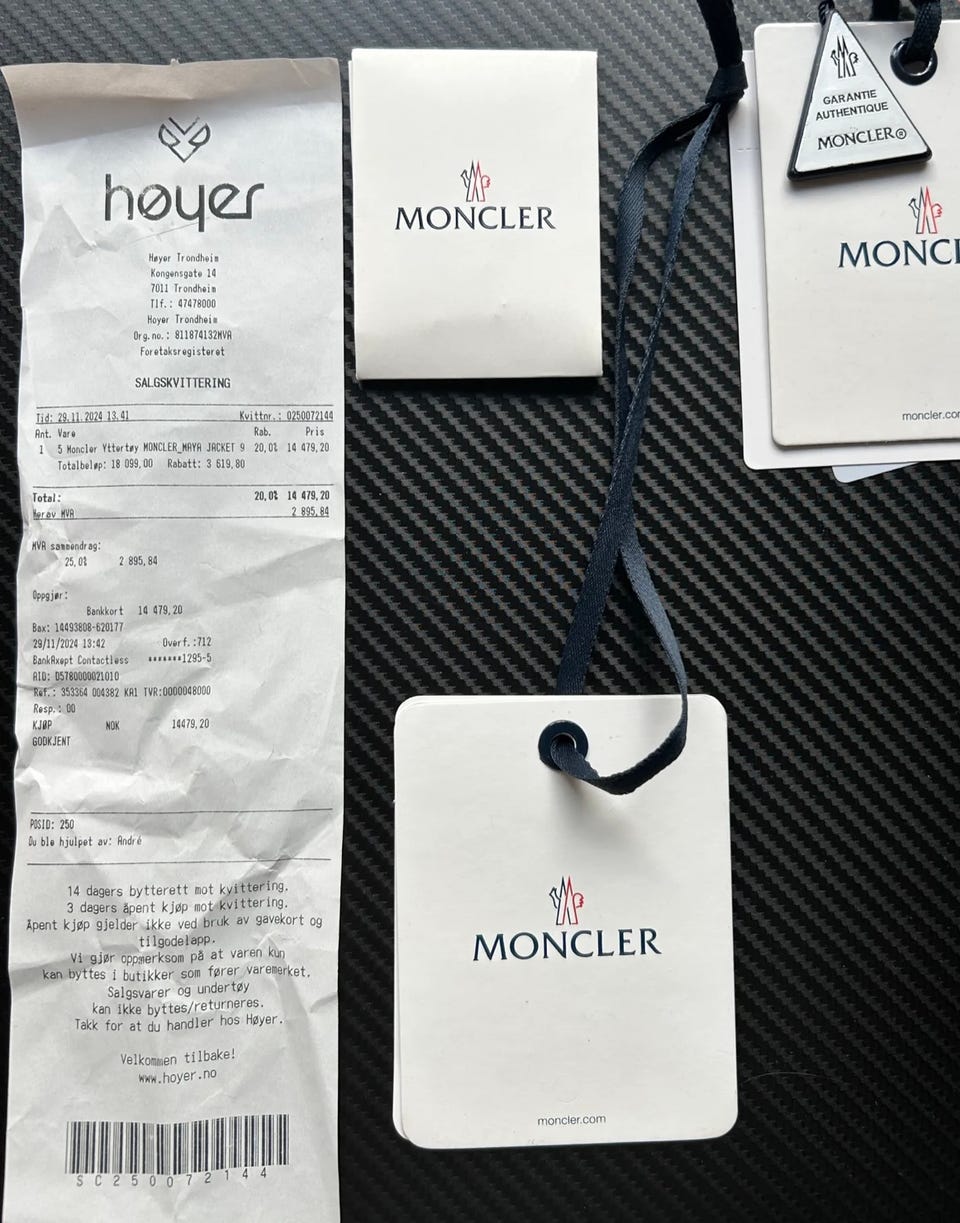 høyer
Høyer Trondheim
Kongensgate 14
7011 Trondheim
Tlf.: 47478000
Høyer Trondheim
Org.no.: 811874132MVA
Foretaksregisteret
SALGSKVITTERING
Tid: 29.11.2024 13.41 Kvittnr.: 0250072144
Ant. Vare Rab. Pris
1 5 Moncler Yttertøy MONCLER_MAYA JACKET 9 20,0% 14 479,20
Totalbeløp: 18 099,00 Rabatt: 3 619,80
Total: 20,0% 14 479,20
Herav MVA 2 895,84
MVA sammendrag:
25,0% 2 895,84
Oppgjør:
Bankkort 14 479,20
Bax: 14493808-620177
29/11/2024 13:42 Overf.:712
BankAxept Contactless *******1295-5
AID: D5780000021010
Ref.: 353364 004382 KA1 TVR:0000048000
Resp.: 00
KJØP NOK 14479,20
GODKJENT
POSID: 250
Du ble hjulpet av: André
14 dagers bytterett mot kvittering.
3 dagers åpent kjøp mot kvittering.
Åpent kjøp gjelder ikke ved bruk av gavekort og
tilgodelapp.
Vi gjør oppmerksom på at varen kun
kan byttes i butikker som fører varemerket.
Salgsvarer og undertøy
kan ikke byttes/returneres.
Takk for at du handler hos Høyer.
Velkommen tilbake!
www.hoyer.no
SC250072144
MONCLER
GARANTIE
AUTHENTIQUE
MONCLER®
MONCL
moncler.co
MONCLER
moncler.com